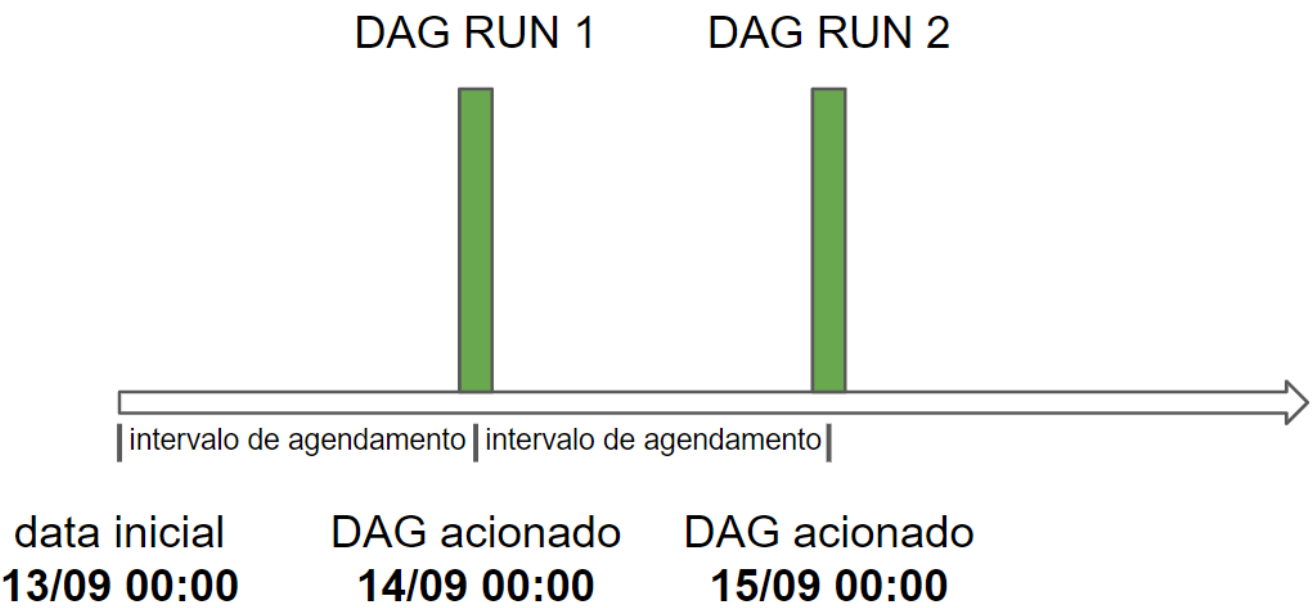 DAG RUN 1
DAG RUN 2
intervalo de agendamento
intervalo de agendamento
data inicial
13/09 00:00
DAG acionado
14/09 00:00
DAG acionado
15/09 00:00